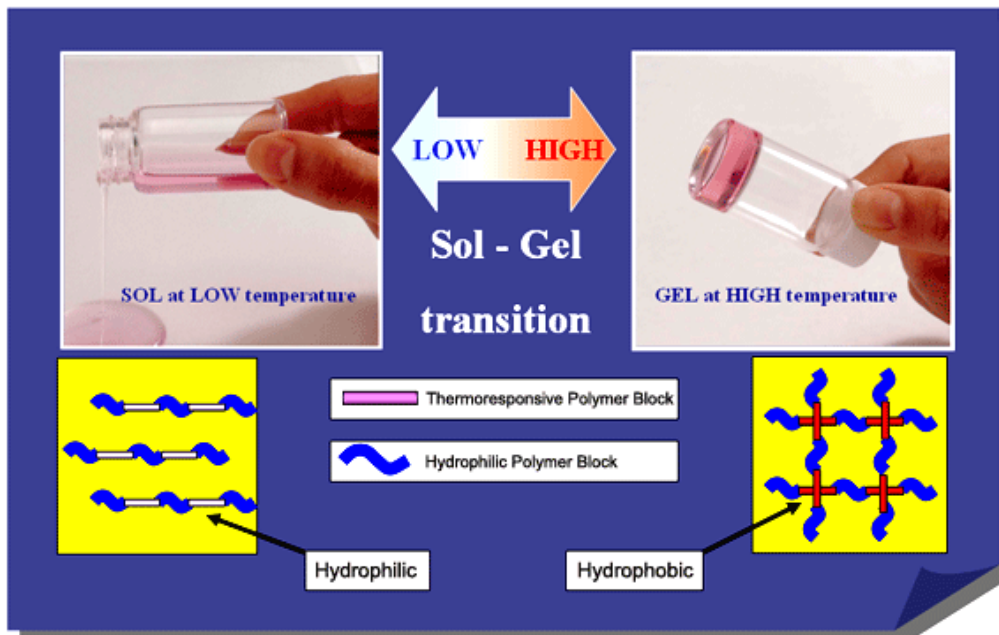 LOW
HIGH
Sol - Gel
transition
SOL at LOW temperature
GEL at HIGH temperature
Thermoresponsive Polymer Block
Hydrophilic Polymer Block
Hydrophilic
Hydrophobic